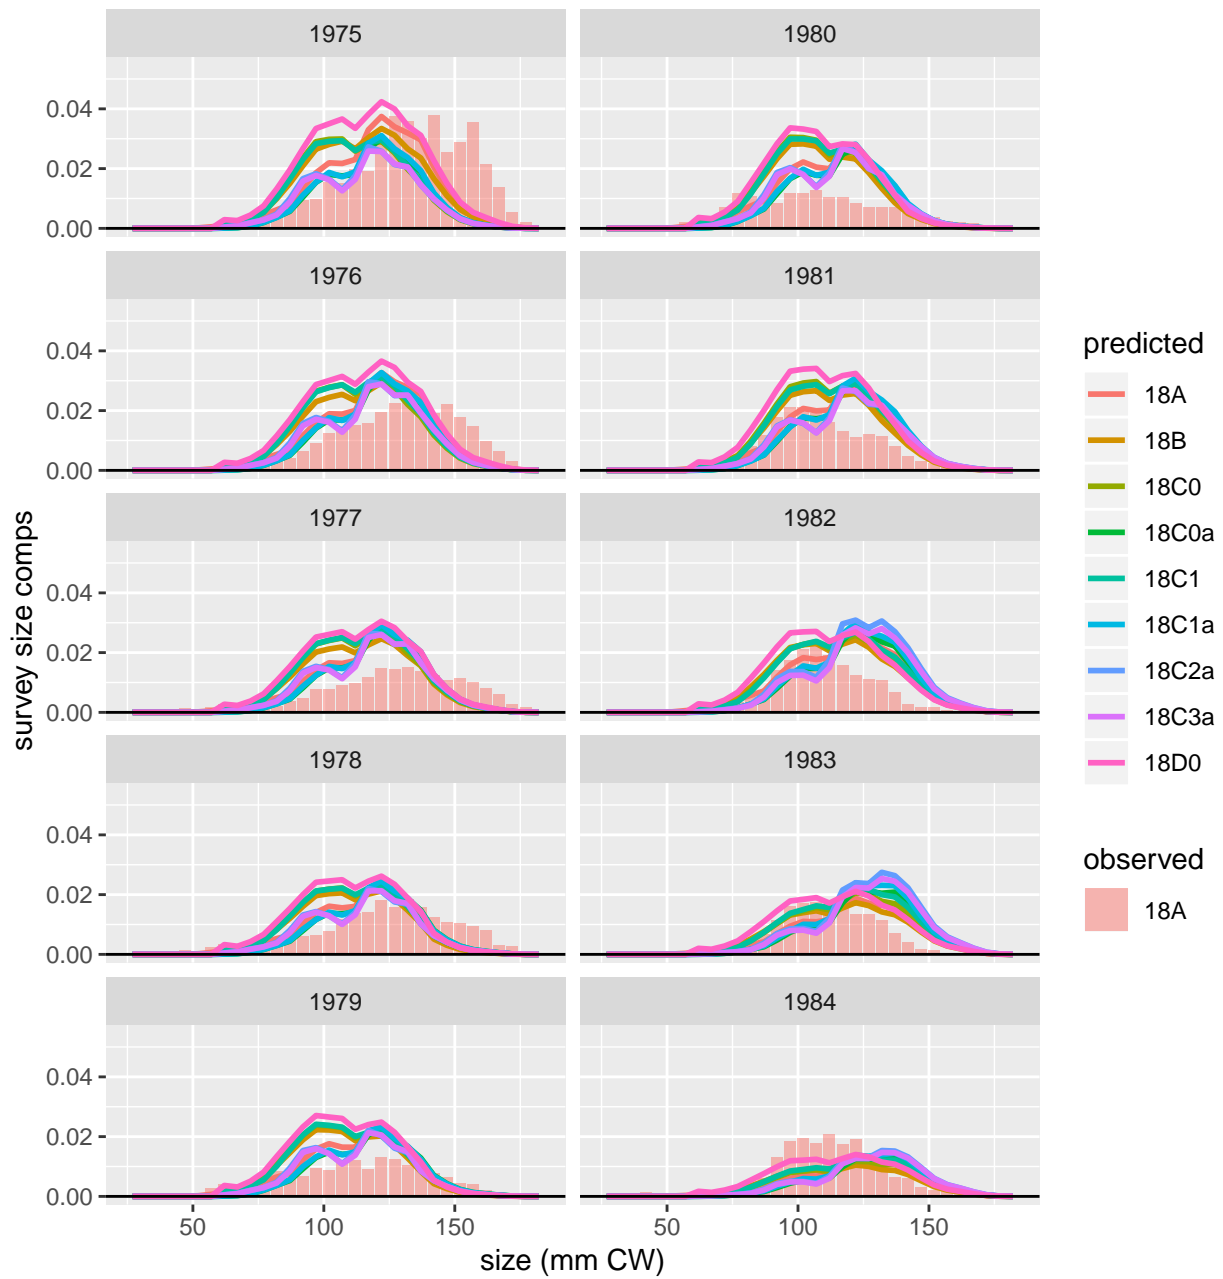 1975
1980
0.04
0.02
0.00
1976
1981
0.04
0.02
0.00
1977
1982
0.04
0.02
0.00
1978
1983
0.04
0.02
0.00
1979
1984
0.04
0.02
0.00
50
100
150
50
100
150
size (mm CW)
survey size comps
predicted
18A
18B
18C0
18C0a
18C1
18C1a
18C2a
18C3a
18D0
observed
18A